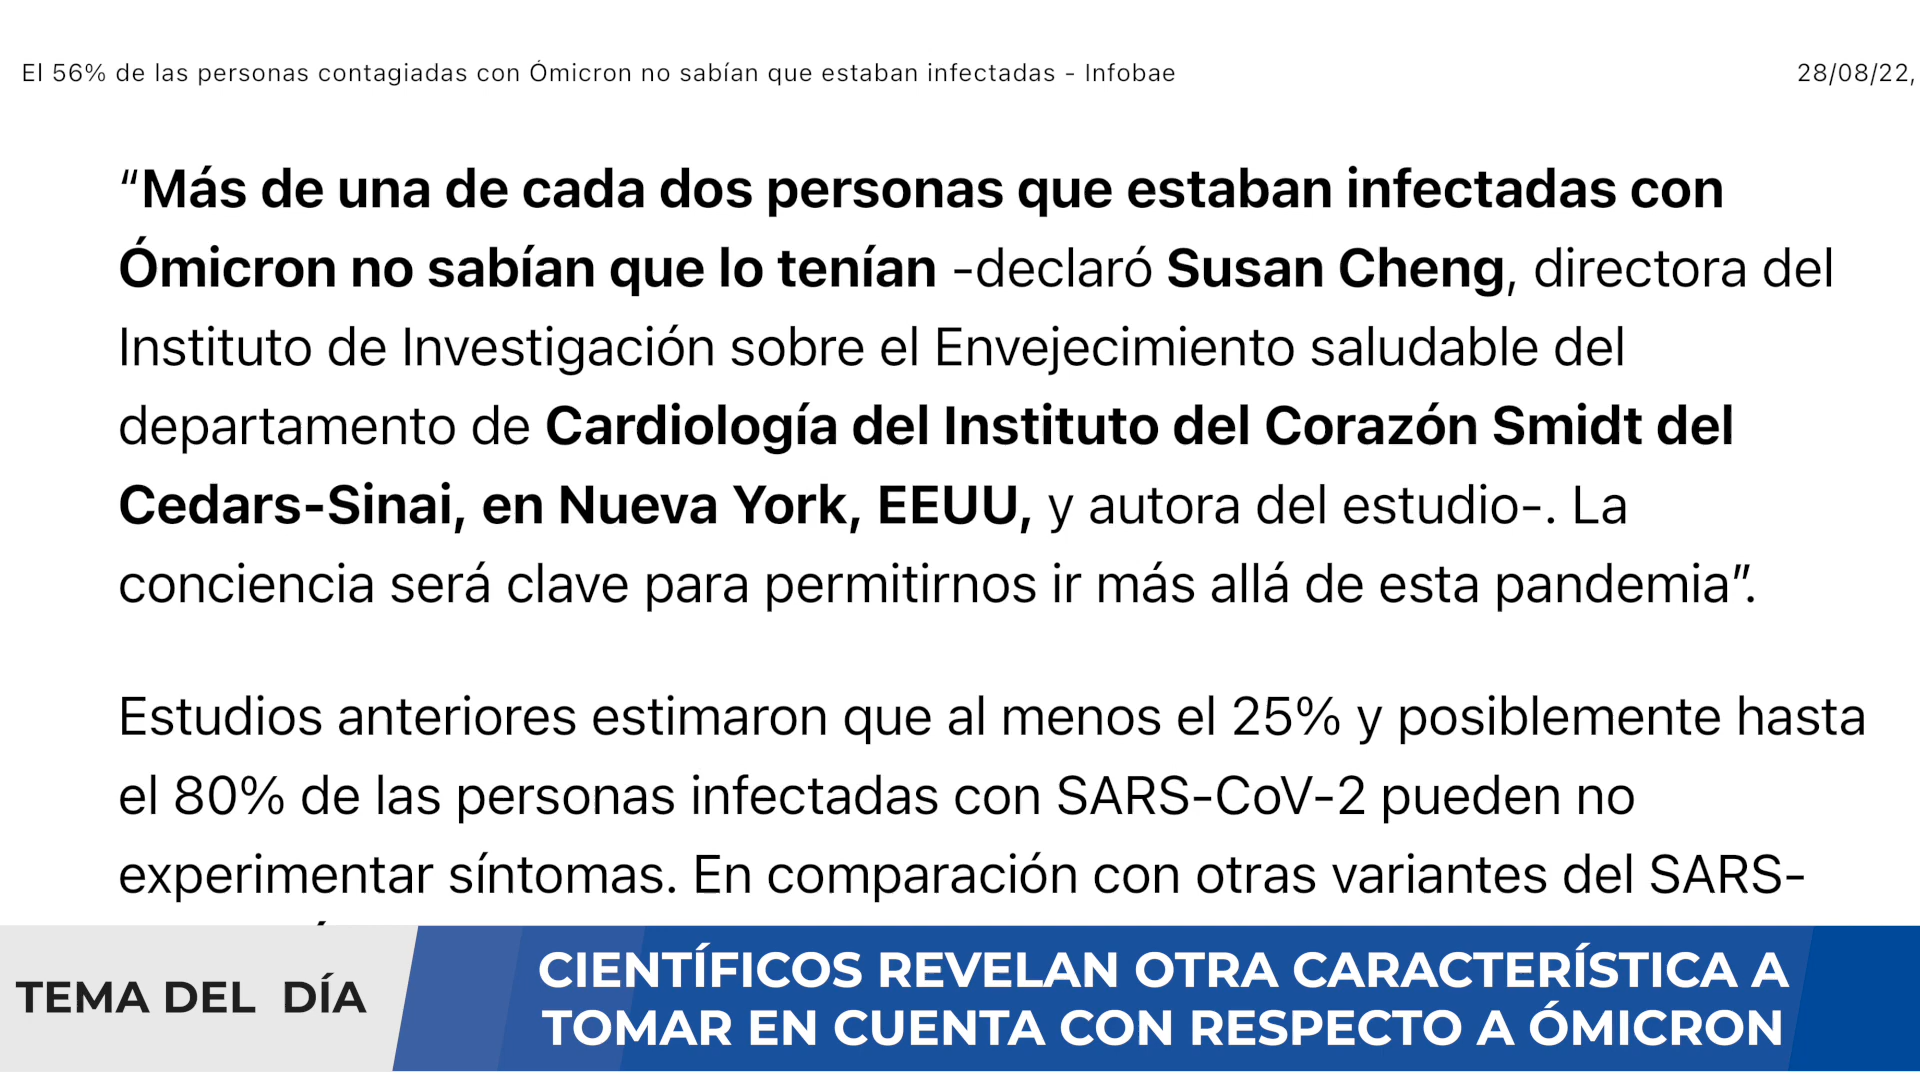 El 56% de las personas contagiadas con Ómicron no sabían que estaban infectadas - Infobae
28/08/22,
“Más de una de cada dos personas que estaban infectadas con
Ómicron no sabían que lo tenían -declaró Susan Cheng, directora del
Instituto de Investigación sobre el Envejecimiento saludable del
departamento de Cardiología del Instituto del Corazón Smidt del
Cedars-Sinai, en Nueva York, EEUU, y autora del estudio-. La
conciencia será clave para permitirnos ir más allá de esta pandemia”.
Estudios anteriores estimaron que al menos el 25% y posiblemente hasta
el 80% de las personas infectadas con SARS-CoV-2 pueden no
experimentar síntomas. En comparación con otras variantes del SARS-
TEMA DEL DÍA
CIENTÍFICOS REVELAN OTRA CARACTERÍSTICA A
TOMAR EN CUENTA CON RESPECTO A ÓMICRON